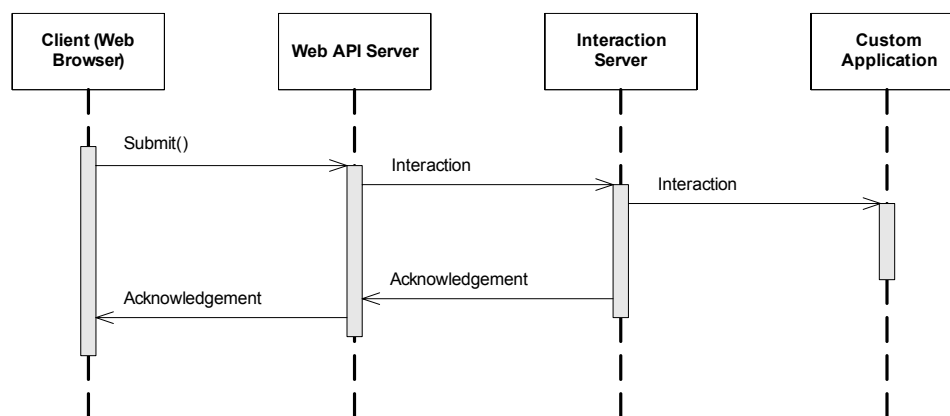 Client (Web
Browser)
Web API Server
Interaction
Server
Custom
Application
Submit()
Interaction
Interaction
Acknowledgement
Acknowledgement